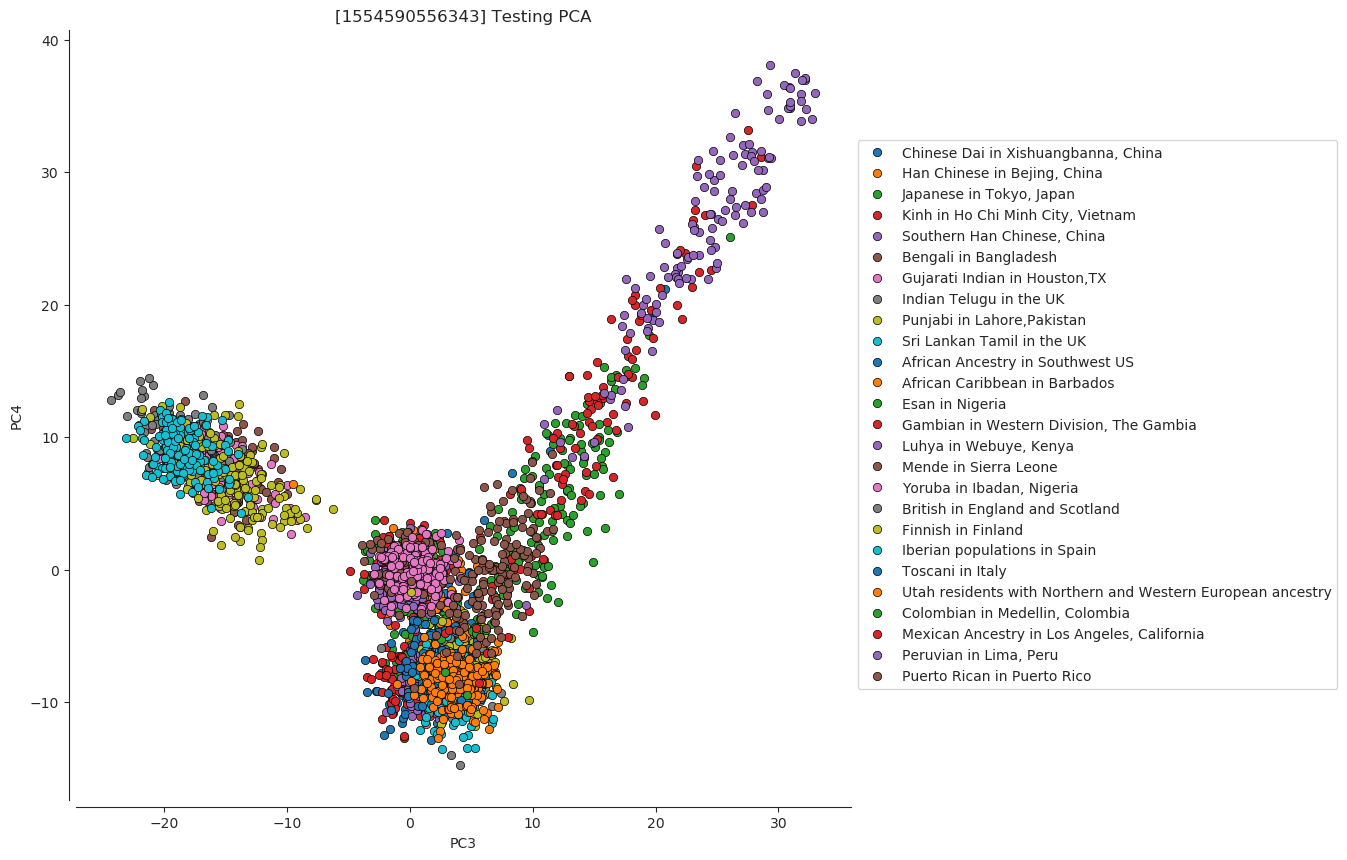 [1554590556343] Testing PCA
40
30
20
10
0
−10
PC4
−20
−10
0
10
20
30
PC3
Chinese Dai in Xishuangbanna, China
Han Chinese in Bejing, China
Japanese in Tokyo, Japan
Kinh in Ho Chi Minh City, Vietnam
Southern Han Chinese, China
Bengali in Bangladesh
Gujarati Indian in Houston,TX
Indian Telugu in the UK
Punjabi in Lahore,Pakistan
Sri Lankan Tamil in the UK
African Ancestry in Southwest US
African Caribbean in Barbados
Esan in Nigeria
Gambian in Western Division, The Gambia
Luhya in Webuye, Kenya
Mende in Sierra Leone
Yoruba in Ibadan, Nigeria
British in England and Scotland
Finnish in Finland
Iberian populations in Spain
Toscani in Italy
Utah residents with Northern and Western European ancestry
Colombian in Medellin, Colombia
Mexican Ancestry in Los Angeles, California
Peruvian in Lima, Peru
Puerto Rican in Puerto Rico